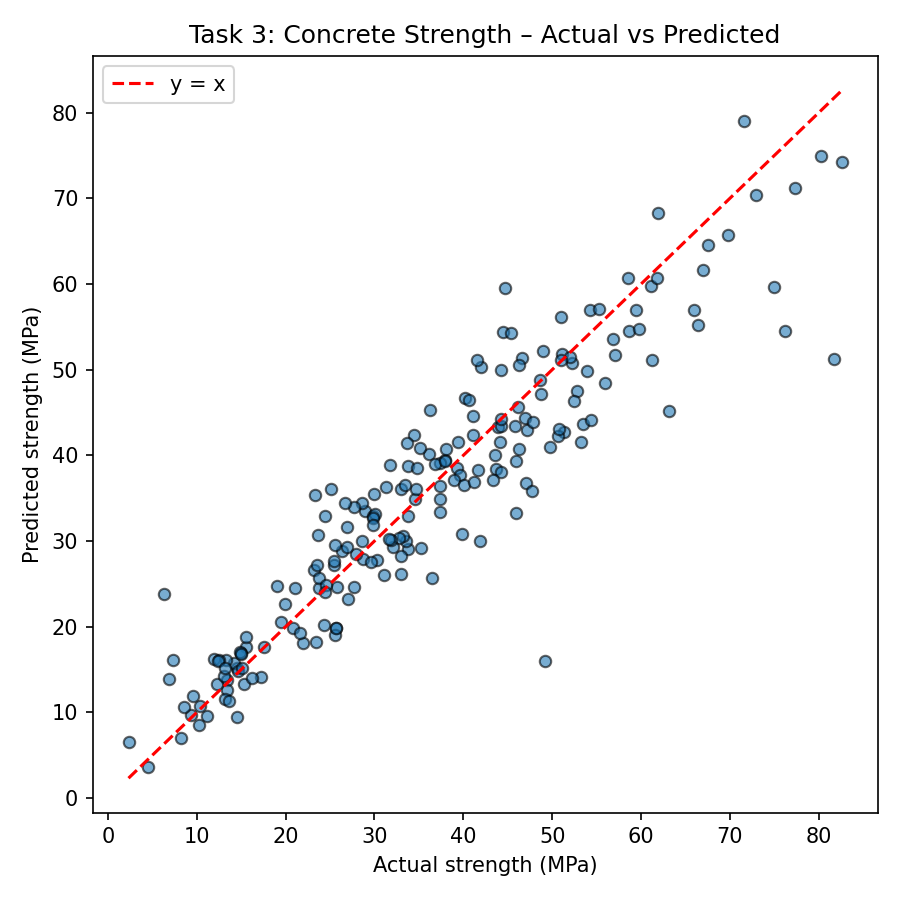 Task 3: Concrete Strength – Actual vs Predicted
y = x
80
70
60
50
40
30
20
10
0
Predicted strength (MPa)
0 10 20 30 40 50 60 70 80
Actual strength (MPa)